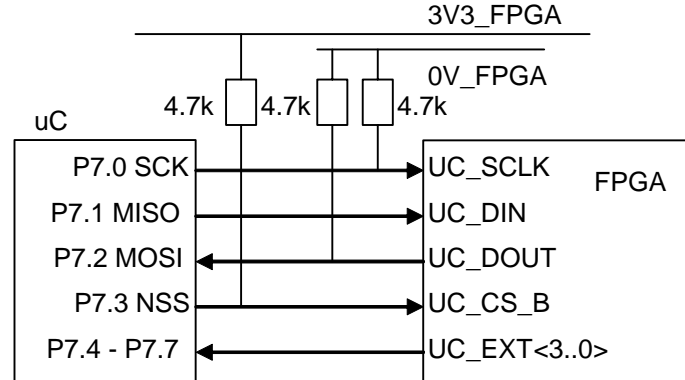 3V3_FPGA
0V_FPGA
4.7k 4.7k 4.7k
uC
P7.0 SCK UC_SCLK FPGA
P7.1 MISO UC_DIN
P7.2 MOSI UC_DOUT
P7.3 NSS UC_CS_B
P7.4 - P7.7 UC_EXT<3..0>